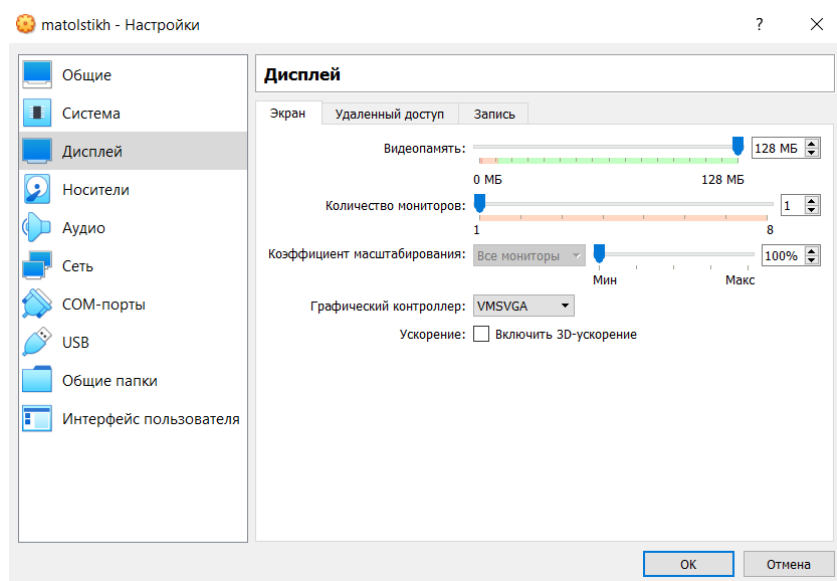 matolstikh - Настройки
?
Общие
Система
Дисплей
Носители
Аудио
Сеть
COM-порты
USB
Общие папки
Интерфейс пользователя
Дисплей
Экран Удаленный доступ Запись
Видеопамять: 128 МБ
0 МБ 128 МБ
Количество мониторов: 1
1 8
Коэффициент масштабирования: Все мониторы 100%
Мин Макс
Графический контроллер: VMSVGA
Ускорение: Включить 3D-ускорение
OK Отмена